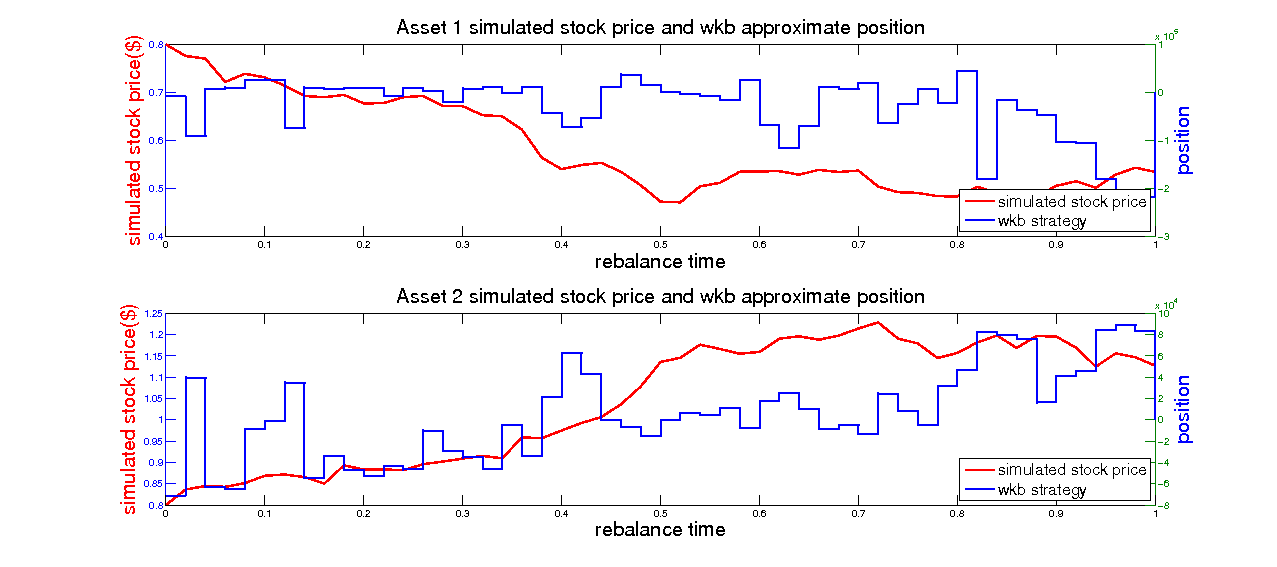 Asset 1 simulated stock price and wkb approximate position
x 10^5
simulated stock price($)
0.8
0.7
0.6
0.5
0.4
1
0
-1
-2
-3
position
simulated stock price
wkb strategy
0 0.1 0.2 0.3 0.4 0.5 0.6 0.7 0.8 0.9 1
rebalance time
Asset 2 simulated stock price and wkb approximate position
x 10^4
simulated stock price($)
1.25
1.2
1.15
1.1
1.05
1
0.95
0.9
0.85
0.8
10
8
6
4
2
0
-2
-4
-6
-8
position
simulated stock price
wkb strategy
0 0.1 0.2 0.3 0.4 0.5 0.6 0.7 0.8 0.9 1
rebalance time